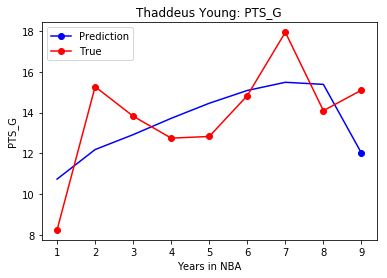 Thaddeus Young: PTS_G
Prediction
True
PTS_G
18
16
14
12
10
8
1 2 3 4 5 6 7 8 9
Years in NBA